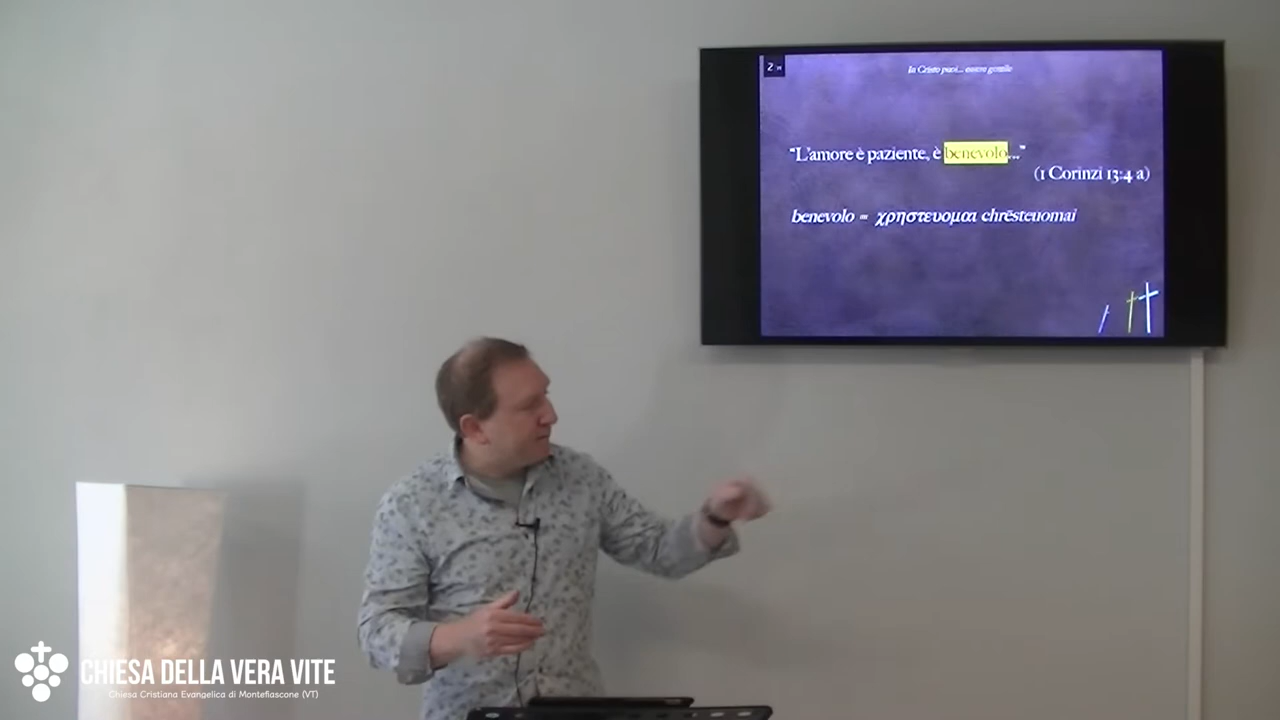 In Cristo puoi... essere gentile
"L'amore è paziente, è benevolo..."
(1 Corinzi 13:4 a)
benevolo = χρηστευομαι chrēsteuomai
CHIESA DELLA VERA VITE
Chiesa Cristiana Evangelica di Montefiascone (VT)